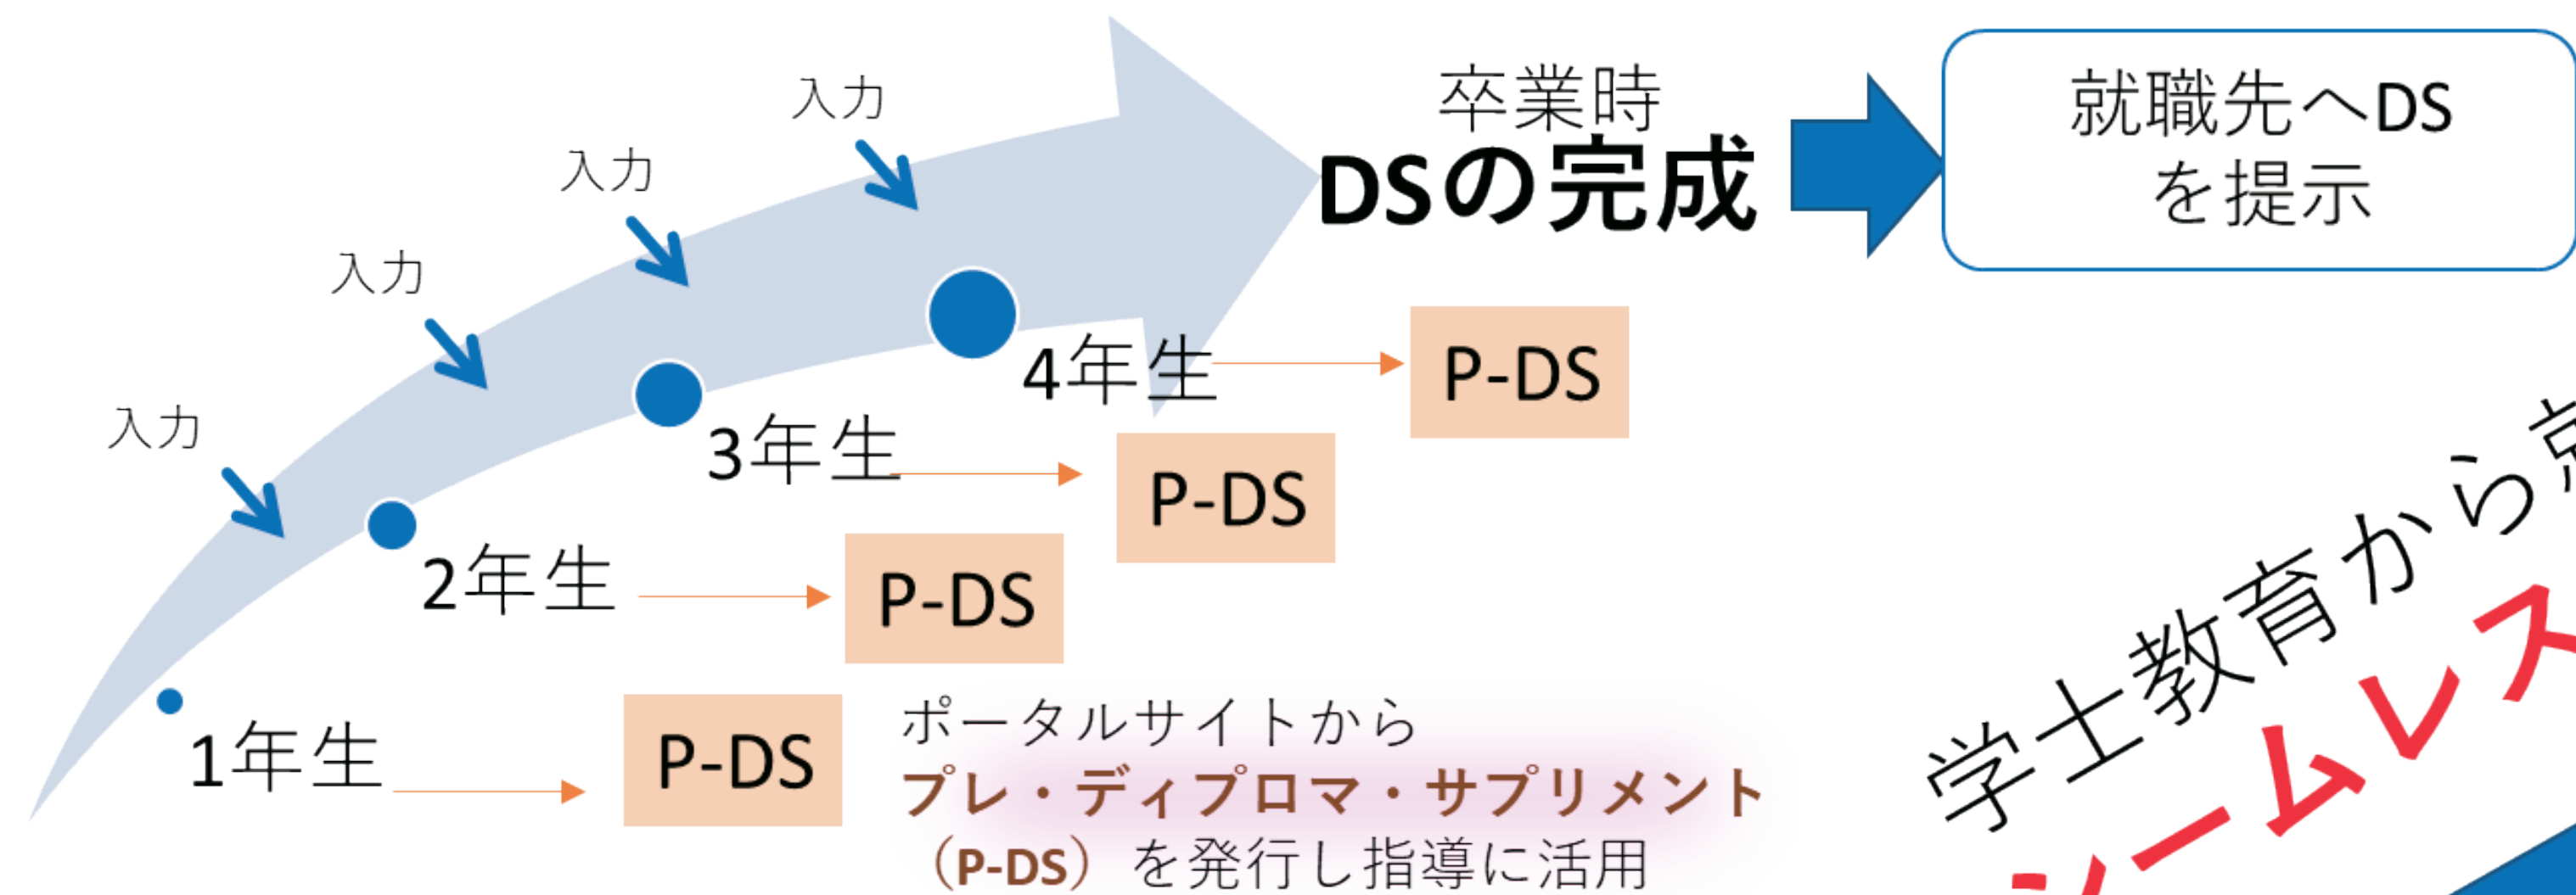 入力
入力
入力
入力
卒業時
DSの完成
就職先へDS
を提示
4年生
P-DS
3年生
P-DS
2年生
P-DS
1年生
P-DS
ポータルサイトから
プレ・ディプロマ・サプリメント
（P-DS）を発行し指導に活用
学士教育から
ームレス